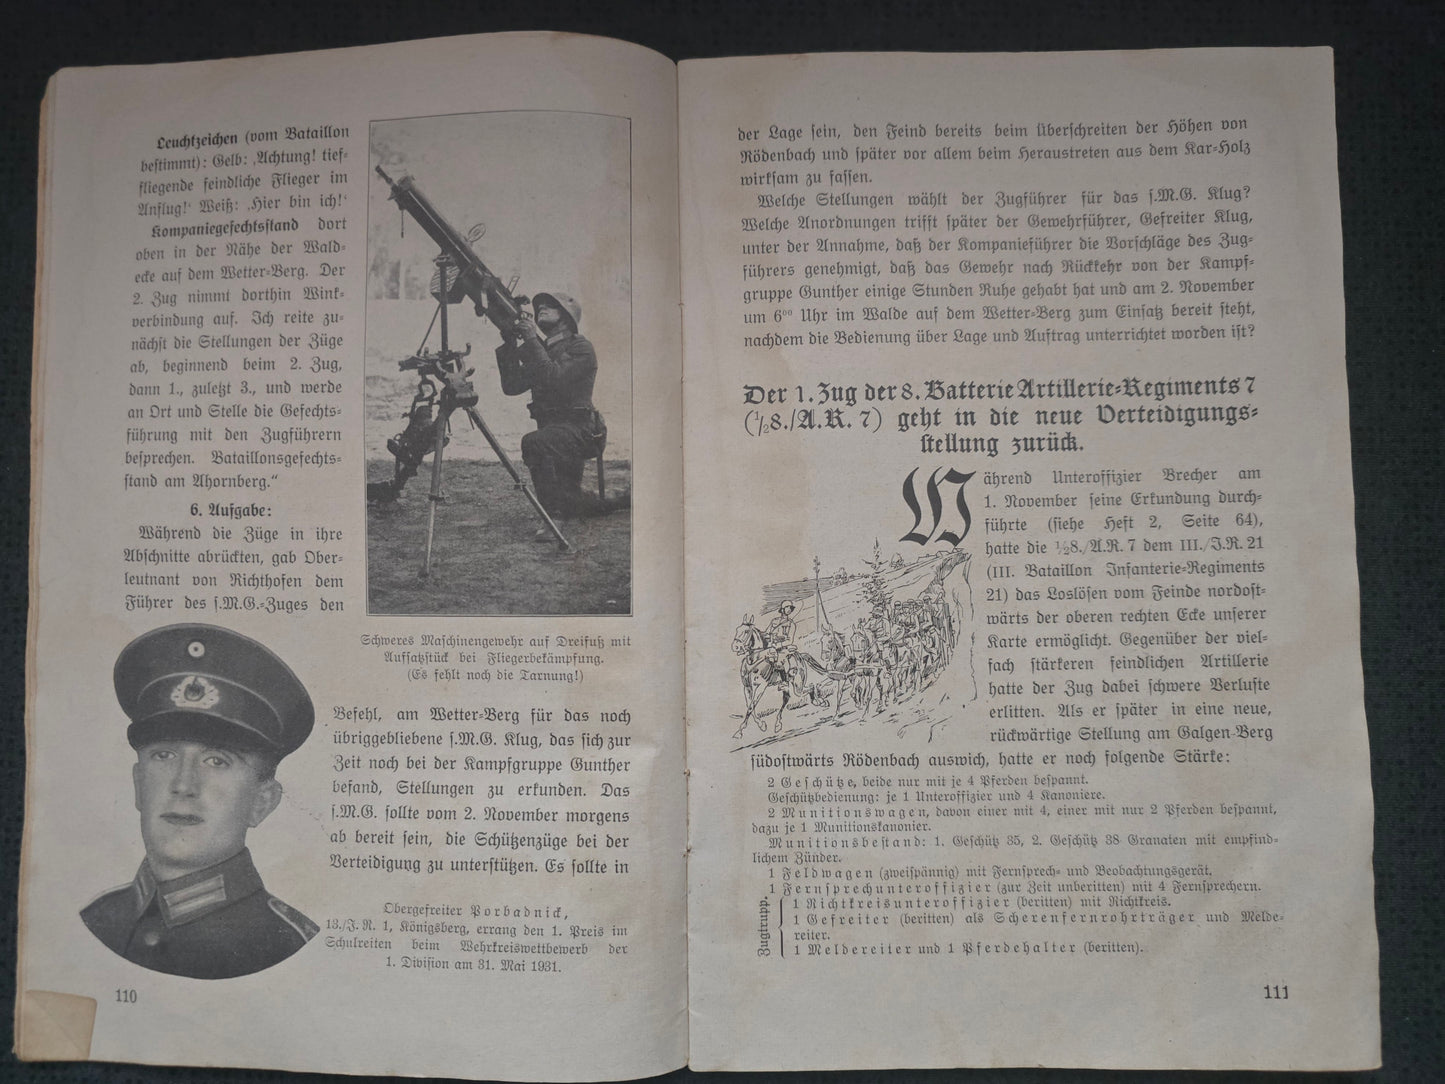 Leuchtzeichen (vom Bataillon
bestimmt): Gelb: ‚Achtung! tief-
fliegende feindliche Flieger im
Anflug!‘ Weiß: ‚Hier bin ich!‘
Kompaniegefechtsstand dort
oben in der Nähe der Wald-
ecke auf dem Wetter-Berg. Der
2. Zug nimmt dorthin Wink-
verbindung auf. Ich reite zu-
nächst die Stellungen der Züge
ab, beginnend beim 2. Zug,
dann 1., zuletzt 3., und werde
an Ort und Stelle die Gefechts-
führung mit den Zugführern
besprechen. Bataillonsgefechts-
stand am Ahornberg.“
6. Aufgabe:
Während die Züge in ihre
Abschnitte abrückten, gab Ober-
leutnant von Richthofen dem
Führer des s.M.G.-Zuges den
Schweres Maschinengewehr auf Dreifuß mit
Aufsatzstück bei Fliegerbekämpfung.
(Es fehlt noch die Tarnung!)
Befehl, am Wetter-Berg für das noch
übriggebliebene s.M.G. Klug, das sich zur
Zeit noch bei der Kampfgruppe Gunther
befand, Stellungen zu erkunden. Das
s.M.G. sollte vom 2. November morgens
ab bereit sein, die Schützenzüge bei der
Verteidigung zu unterstützen. Es sollte in
Obergefreiter Porbadnick,
13./J.R. 1, Königsberg, errang den 1. Preis im
Schulreiten beim Wehrkreiswettbewerb der
1. Division am 31. Mai 1931.
110
der Lage sein, den Feind bereits beim Überschreiten der Höhen von
Rödenbach und später vor allem beim Heraustreten aus dem Kar-Holz
wirksam zu fassen.
Welche Stellungen wählt der Zugführer für das s.M.G. Klug?
Welche Anordnungen trifft später der Gewehrführer, Gefreiter Klug,
unter der Annahme, daß der Kompanieführer die Vorschläge des Zug-
führers genehmigt, daß das Gewehr nach Rückkehr von der Kampf-
gruppe Gunther einige Stunden Ruhe gehabt hat und am 2. November
um 6⁰⁰ Uhr im Walde auf dem Wetter-Berg zum Einsatz bereit steht,
nachdem die Bedienung über Lage und Auftrag unterrichtet worden ist?
Der 1. Zug der 8. Batterie Artillerie-Regiments 7
(½8./A.R. 7) geht in die neue Verteidigungs-
stellung zurück.
Während Unteroffizier Brecher am
1. November seine Erkundung durch-
führte (siehe Heft 2, Seite 64),
hatte die ½8./A.R. 7 dem III./J.R. 21
(III. Bataillon Infanterie-Regiments
21) das Loslösen vom Feinde nordost-
wärts der oberen rechten Ecke unserer
Karte ermöglicht. Gegenüber der viel-
fach stärkeren feindlichen Artillerie
hatte der Zug dabei schwere Verluste
erlitten. Als er später in eine neue,
rückwärtige Stellung am Galgen-Berg
südostwärts Rödenbach auswich, hatte er noch folgende Stärke:
2 Geschütze, beide nur mit je 4 Pferden bespannt.
Geschützbedienung: je 1 Unteroffizier und 4 Kanoniere.
2 Munitionswagen, davon einer mit 4, einer mit nur 2 Pferden bespannt,
dazu je 1 Munitionskanonier.
Munitionsbestand: 1. Geschütz 35, 2. Geschütz 38 Granaten mit empfind-
lichem Zünder.
1 Feldwagen (zweispännig) mit Fernsprech- und Beobachtungsgerät.
1 Fernsprechunteroffizier (zur Zeit unberitten) mit 4 Fernsprechern.
Zugtrupp.
1 Richtkreisunteroffizier (beritten) mit Richtkreis.
1 Gefreiter (beritten) als Scherenfernrohrträger und Melde-
reiter.
1 Meldereiter und 1 Pferdehalter (beritten).
111